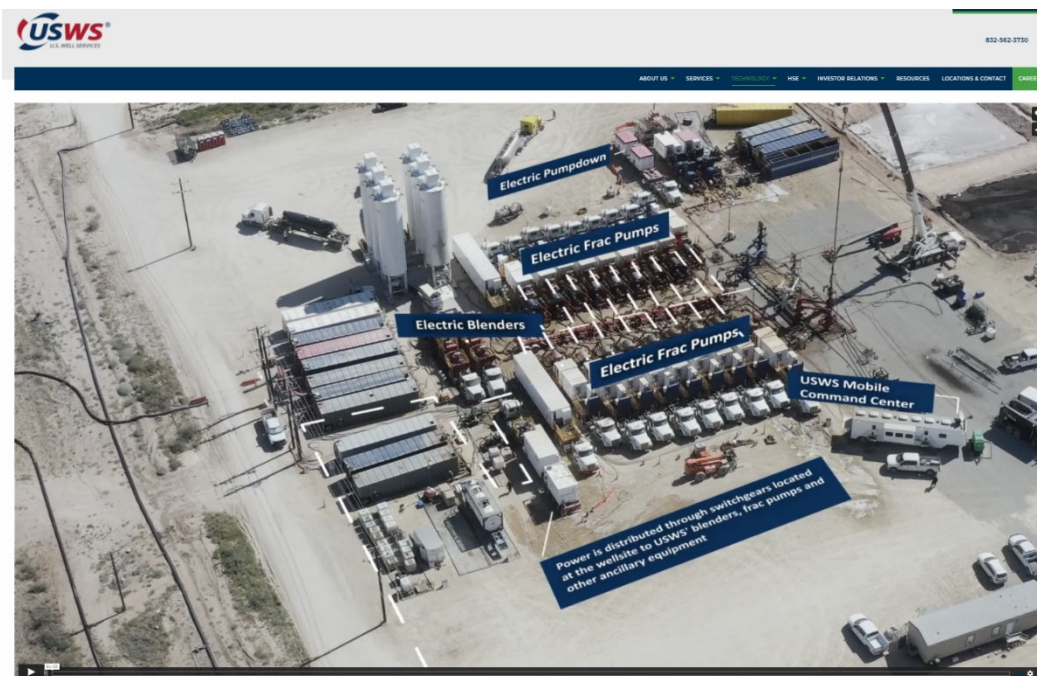 USWS®
U.S. WELL SERVICES
832-562-3730
ABOUT US SERVICES TECHNOLOGY HSE INVESTOR RELATIONS RESOURCES LOCATIONS & CONTACT CAREE
Electric Pumpdown
Electric Frac Pumps
Electric Blenders
Electric Frac Pumps
USWS Mobile
Command Center
Power is distributed through switchgears located
at the wellsite to USWS' blenders, frac pumps and
other ancillary equipment